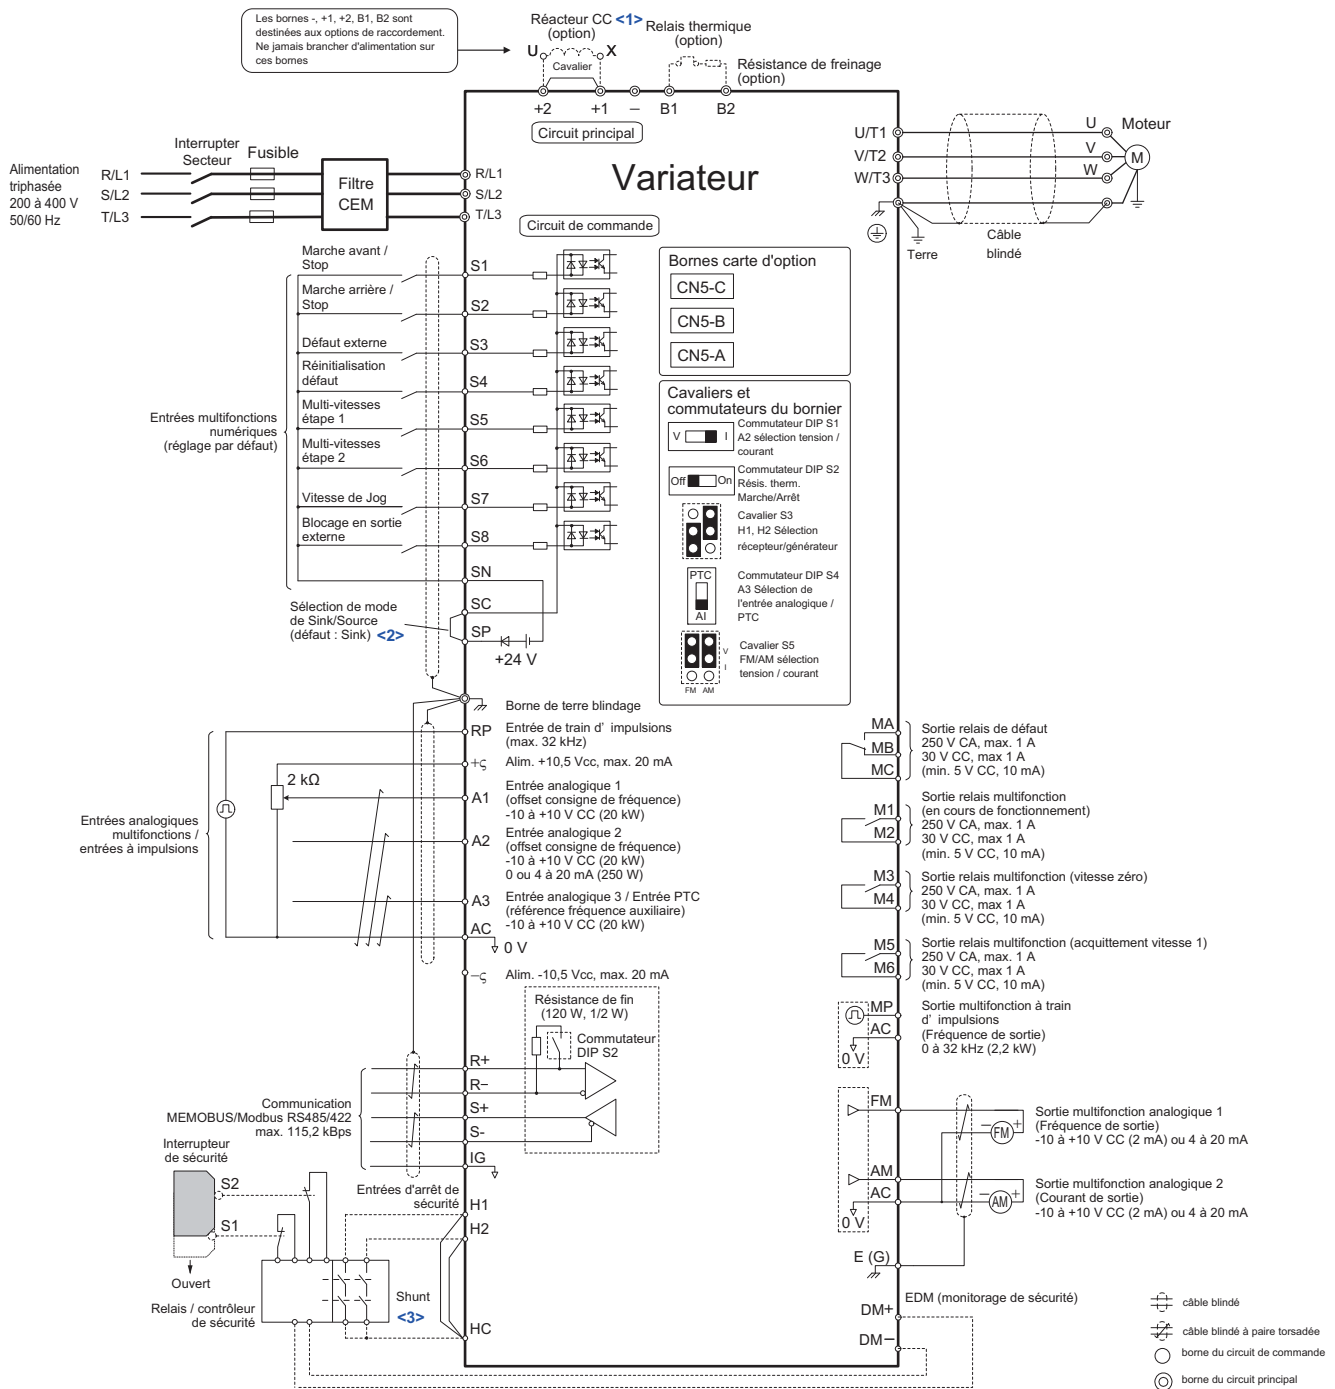 Les bornes -, +1, +2, B1, B2 sont
destinées aux options de raccordement.
Ne jamais brancher d'alimentation sur
ces bornes
Réacteur CC <1>
(option)
U
X
Cavalier
Relais thermique
(option)
Résistance de freinage
(option)
+2
+1
−
B1
B2
Circuit principal
Variateur
Alimentation
triphasée
200 à 400 V
50/60 Hz
Interrupter
Secteur
Fusible
R/L1
S/L2
T/L3
Filtre
CEM
R/L1
S/L2
T/L3
U/T1
V/T2
W/T3
U
V
W
Moteur
M
Terre
Câble
blindé
Circuit de commande
Marche avant /
Stop
S1
Marche arrière /
Stop
S2
Défaut externe
S3
Réinitialisation
défaut
S4
Multi-vitesses
étape 1
S5
Multi-vitesses
étape 2
S6
Vitesse de Jog
S7
Blocage en sortie
externe
S8
Entrées multifonctions
numériques
(réglage par défaut)
SN
SC
SP
+24 V
Sélection de mode
de Sink/Source
(défaut : Sink) <2>
Bornes carte d'option
CN5-C
CN5-B
CN5-A
Cavaliers et
commutateurs du bornier
V
I
Commutateur DIP S1
A2 sélection tension /
courant
Off
On
Commutateur DIP S2
Résis. therm.
Marche/Arrêt
Cavalier S3
H1, H2 Sélection
récepteur/générateur
PTC
AI
Commutateur DIP S4
A3 Sélection de
l'entrée analogique /
PTC
V
I
FM
AM
Cavalier S5
FM/AM sélection
tension / courant
Borne de terre blindage
RP
Entrée de train d' impulsions
(max. 32 kHz)
+ς
Alim. +10,5 Vcc, max. 20 mA
2 kΩ
A1
Entrée analogique 1
(offset consigne de fréquence)
-10 à +10 V CC (20 kW)
A2
Entrée analogique 2
(offset consigne de fréquence)
-10 à +10 V CC (20 kW)
0 ou 4 à 20 mA (250 W)
A3
Entrée analogique 3 / Entrée PTC
(référence fréquence auxiliaire)
-10 à +10 V CC (20 kW)
AC
0 V
−ς
Alim. -10,5 Vcc, max. 20 mA
Entrées analogiques
multifonctions /
entrées à impulsions
Résistance de fin
(120 W, 1/2 W)
Commutateur
DIP S2
R+
R−
S+
S-
IG
Communication
MEMOBUS/Modbus RS485/422
max. 115,2 kBps
Interrupteur
de sécurité
S2
S1
Ouvert
Relais / contrôleur
de sécurité
Entrées d'arrêt de
sécurité
H1
H2
Shunt
<3>
HC
MA
MB
MC
Sortie relais de défaut
250 V CA, max. 1 A
30 V CC, max 1 A
(min. 5 V CC, 10 mA)
M1
M2
Sortie relais multifonction
(en cours de fonctionnement)
250 V CA, max. 1 A
30 V CC, max 1 A
(min. 5 V CC, 10 mA)
M3
M4
Sortie relais multifonction (vitesse zéro)
250 V CA, max. 1 A
30 V CC, max 1 A
(min. 5 V CC, 10 mA)
M5
M6
Sortie relais multifonction (acquittement vitesse 1)
250 V CA, max. 1 A
30 V CC, max 1 A
(min. 5 V CC, 10 mA)
MP
AC
0 V
Sortie multifonction à train
d' impulsions
(Fréquence de sortie)
0 à 32 kHz (2,2 kW)
FM
− FM +
Sortie multifonction analogique 1
(Fréquence de sortie)
-10 à +10 V CC (2 mA) ou 4 à 20 mA
AM
AC
0 V
− AM +
Sortie multifonction analogique 2
(Courant de sortie)
-10 à +10 V CC (2 mA) ou 4 à 20 mA
E (G)
EDM (monitorage de sécurité)
DM+
DM−
câble blindé
câble blindé à paire torsadée
borne du circuit de commande
borne du circuit principal